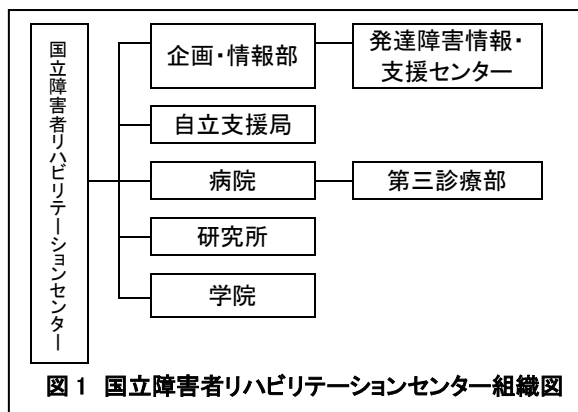 国立障害者リハビリテーションセンター
企画・情報部
発達障害情報・
支援センター
自立支援局
病院
第三診療部
研究所
学院
図1 国立障害者リハビリテーションセンター組織図